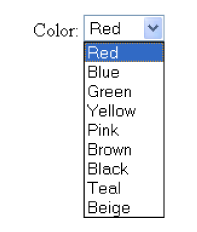 Color: Red
Red
Blue
Green
Yellow
Pink
Brown
Black
Teal
Beige